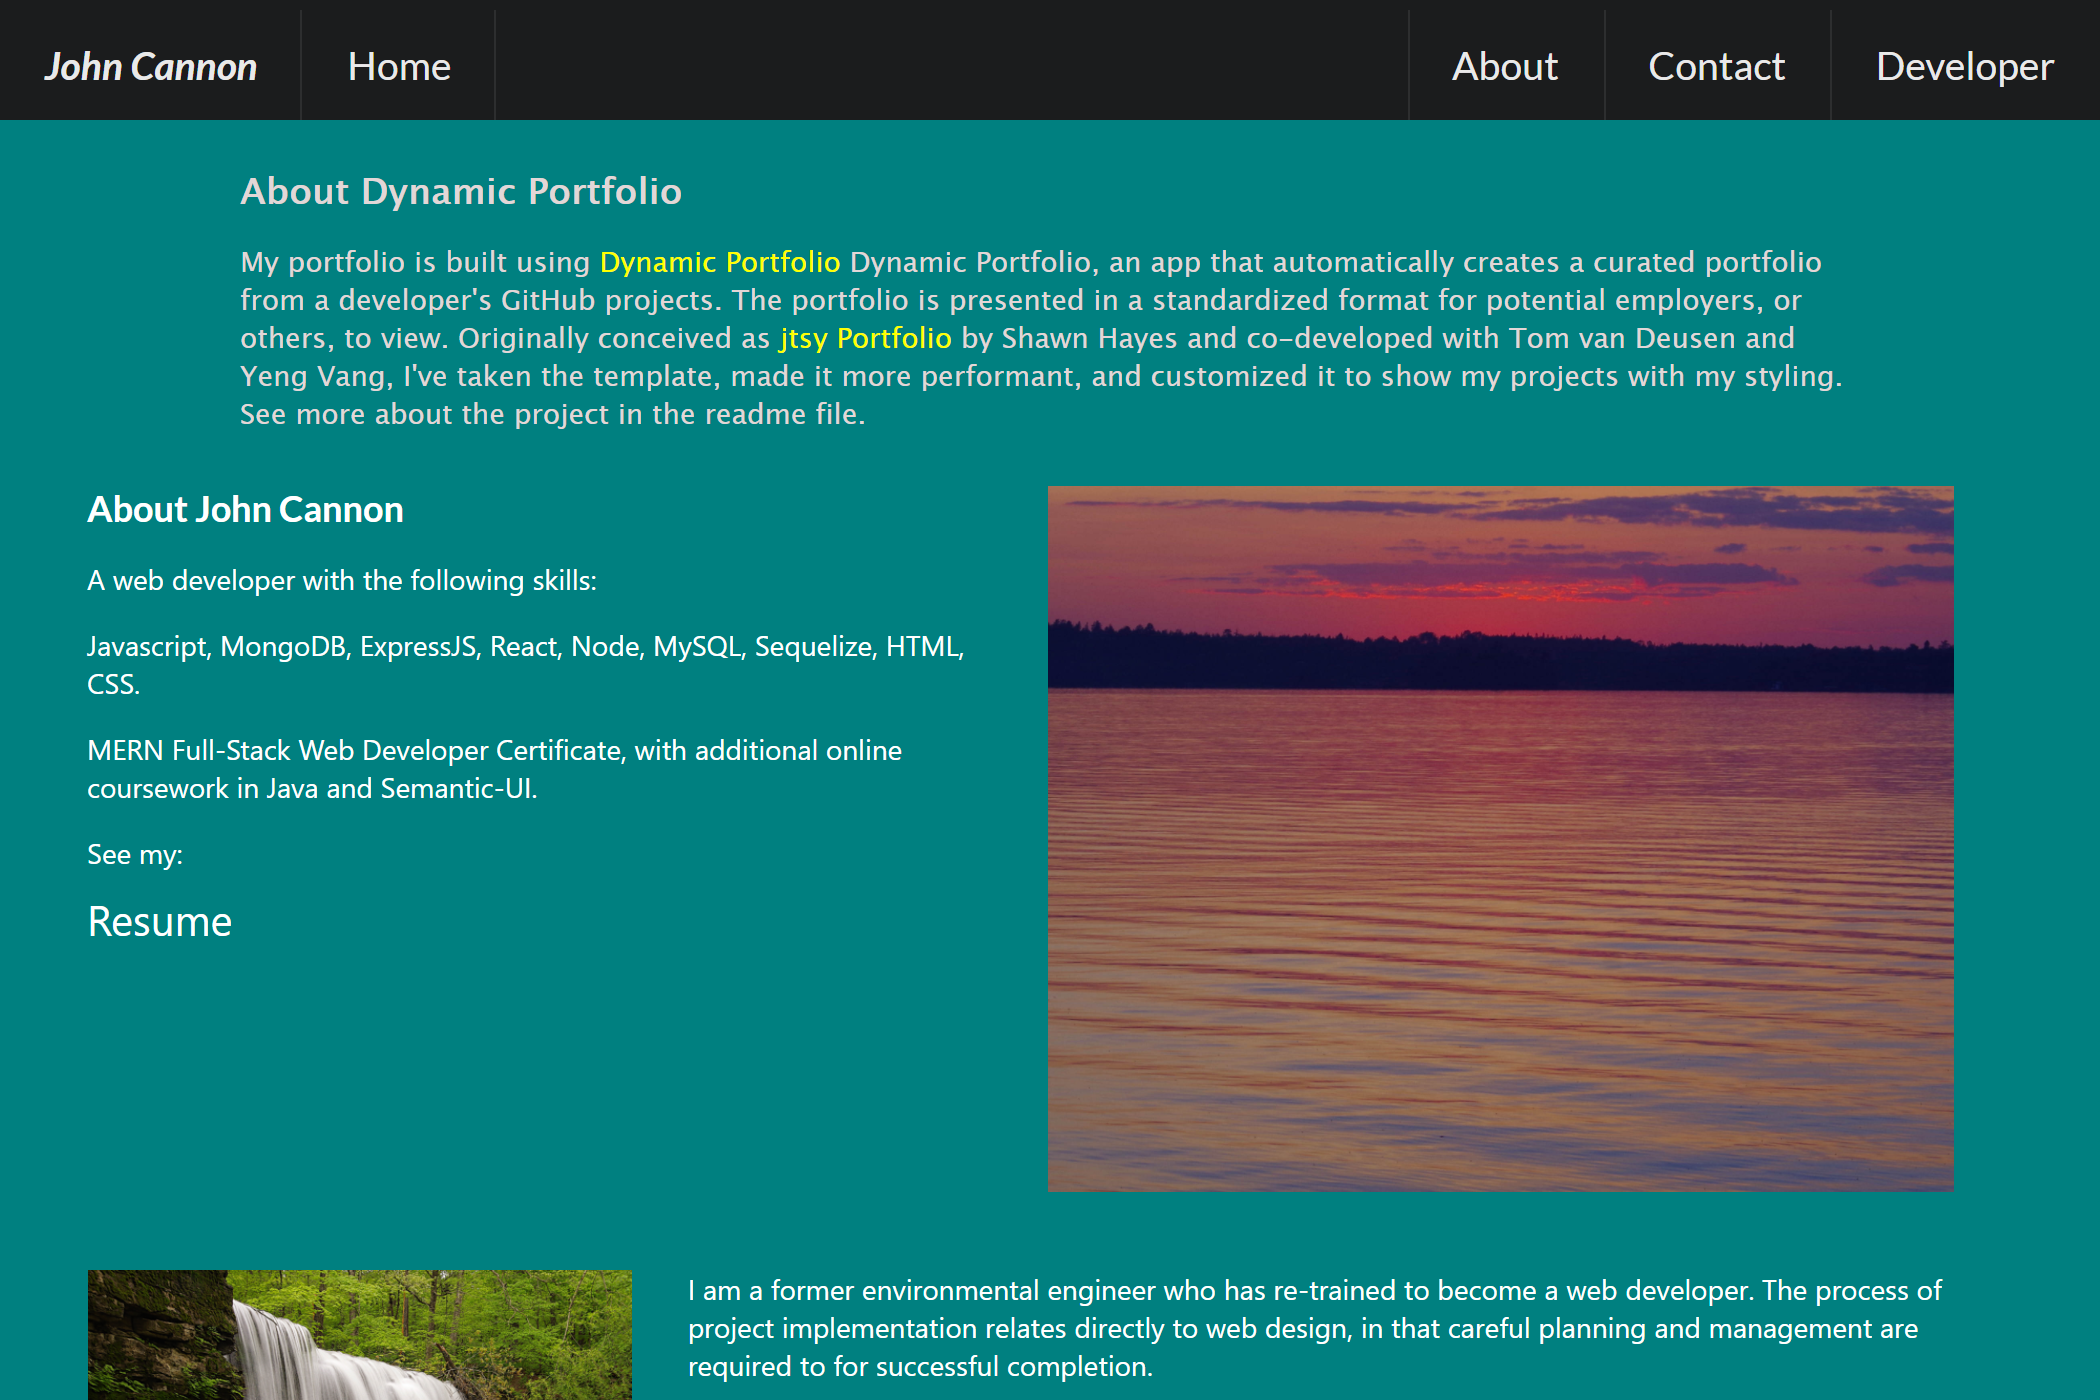 John Cannon Home About Contact Developer
About Dynamic Portfolio
My portfolio is built using Dynamic Portfolio Dynamic Portfolio, an app that automatically creates a curated portfolio
from a developer's GitHub projects. The portfolio is presented in a standardized format for potential employers, or
others, to view. Originally conceived as jtsy Portfolio by Shawn Hayes and co-developed with Tom van Deusen and
Yeng Vang, I've taken the template, made it more performant, and customized it to show my projects with my styling.
See more about the project in the readme file.
About John Cannon
A web developer with the following skills:
Javascript, MongoDB, ExpressJS, React, Node, MySQL, Sequelize, HTML,
CSS.
MERN Full-Stack Web Developer Certificate, with additional online
coursework in Java and Semantic-UI.
See my:
Resume
I am a former environmental engineer who has re-trained to become a web developer. The process of
project implementation relates directly to web design, in that careful planning and management are
required to for successful completion.